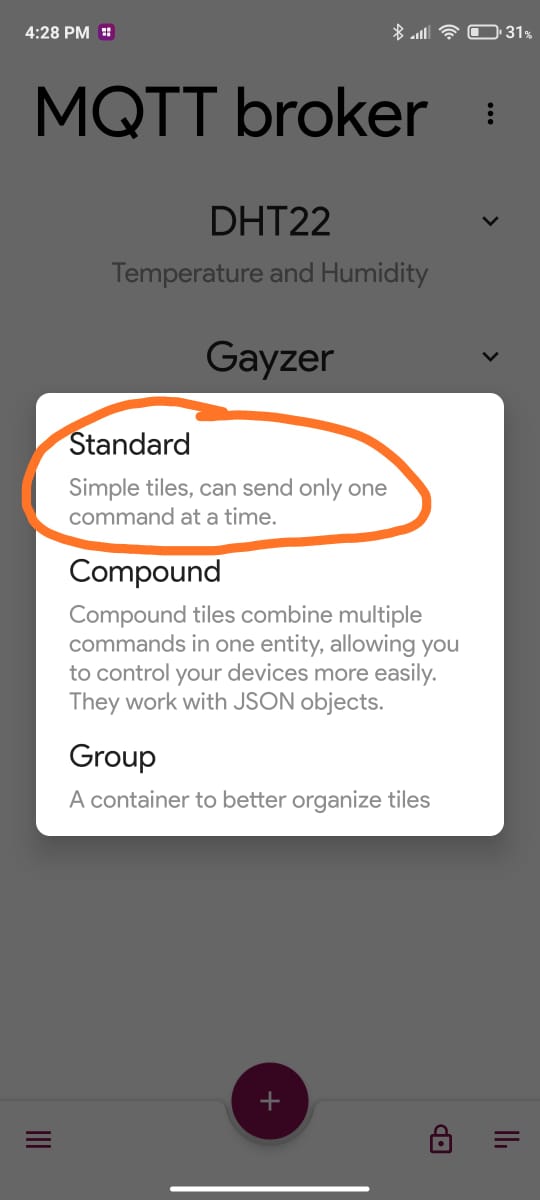 4:28 PM
31%
MQTT broker
DHT22
Temperature and Humidity
Gayzer
Standard
Simple tiles, can send only one
command at a time.
Compound
Compound tiles combine multiple
commands in one entity, allowing you
to control your devices more easily.
They work with JSON objects.
Group
A container to better organize tiles